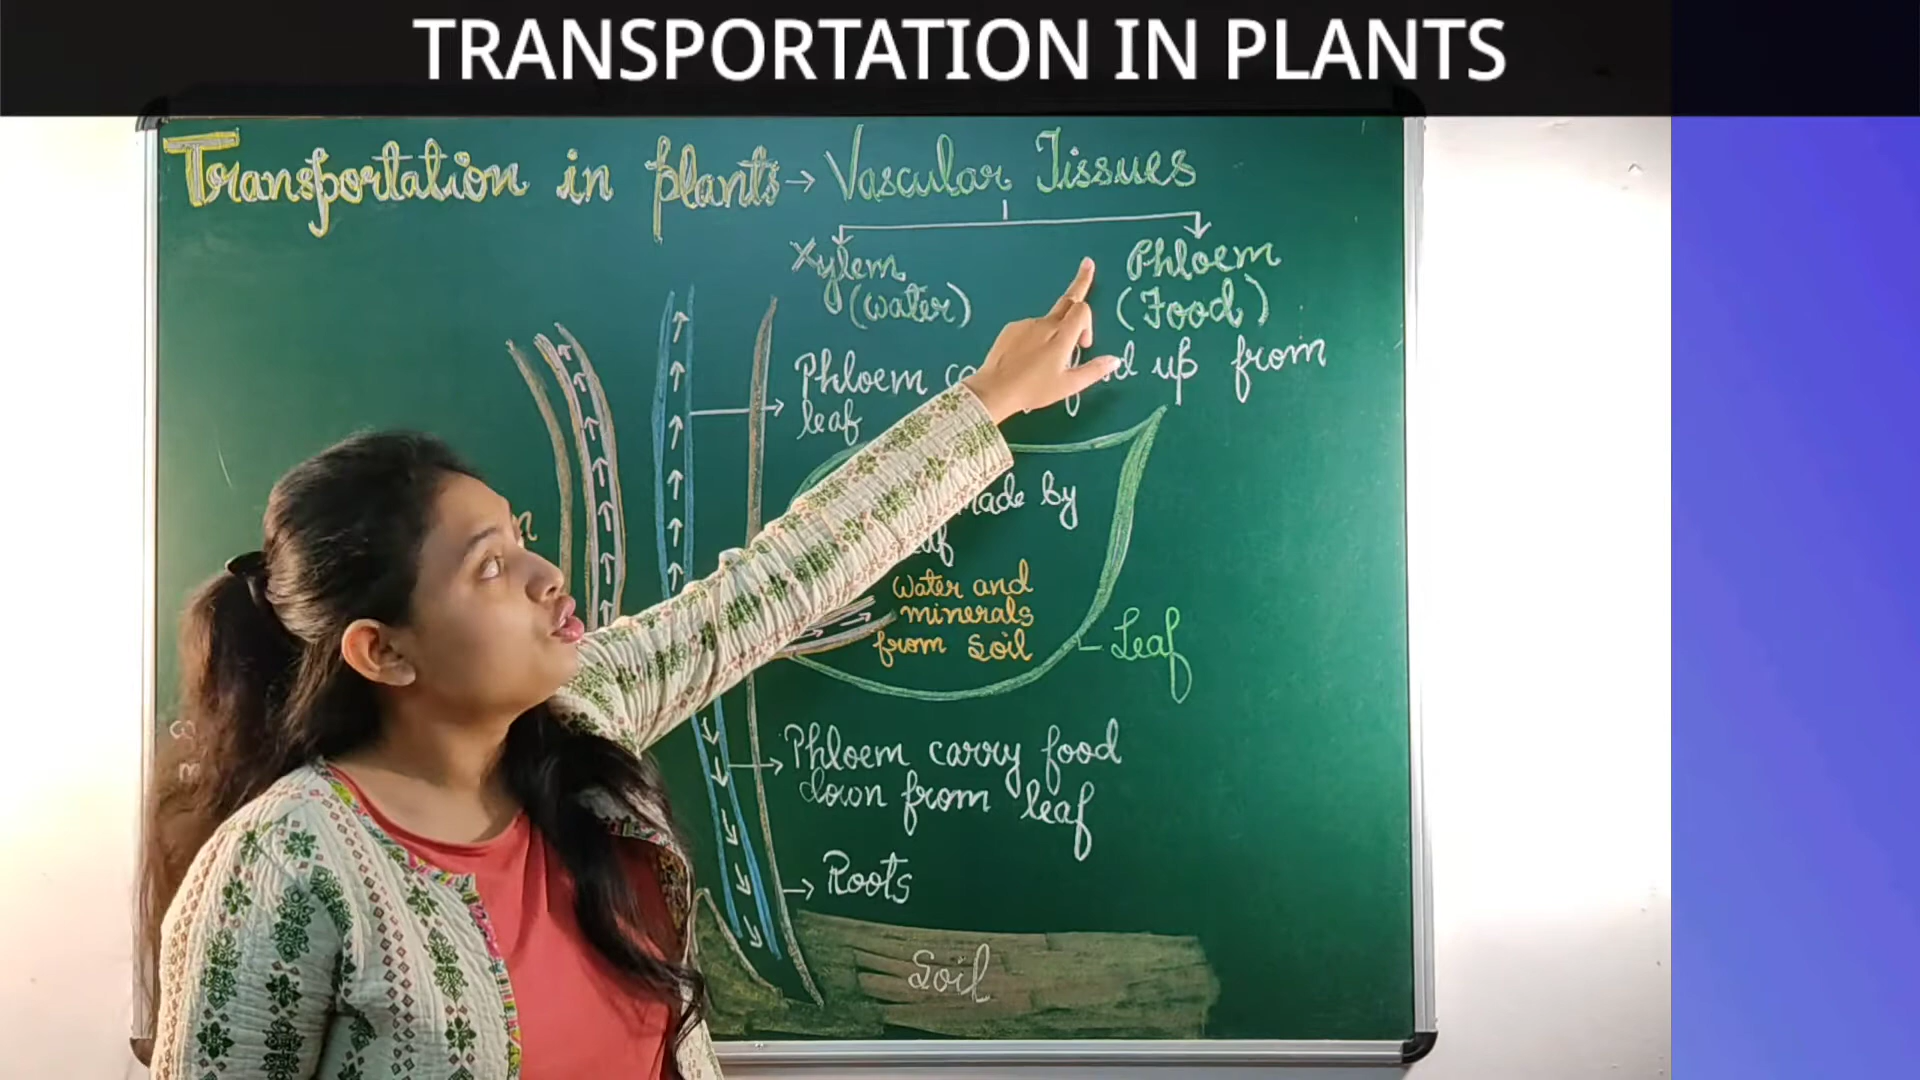 TRANSPORTATION IN PLANTS
Transportation in plants → Vascular Tissues
Xylem
(water)
Phloem
(Food)
Phloem up from
leaf
made by
Water and
minerals
from Soil
Leaf
Phloem carry food
down from leaf
→ Roots
Soil